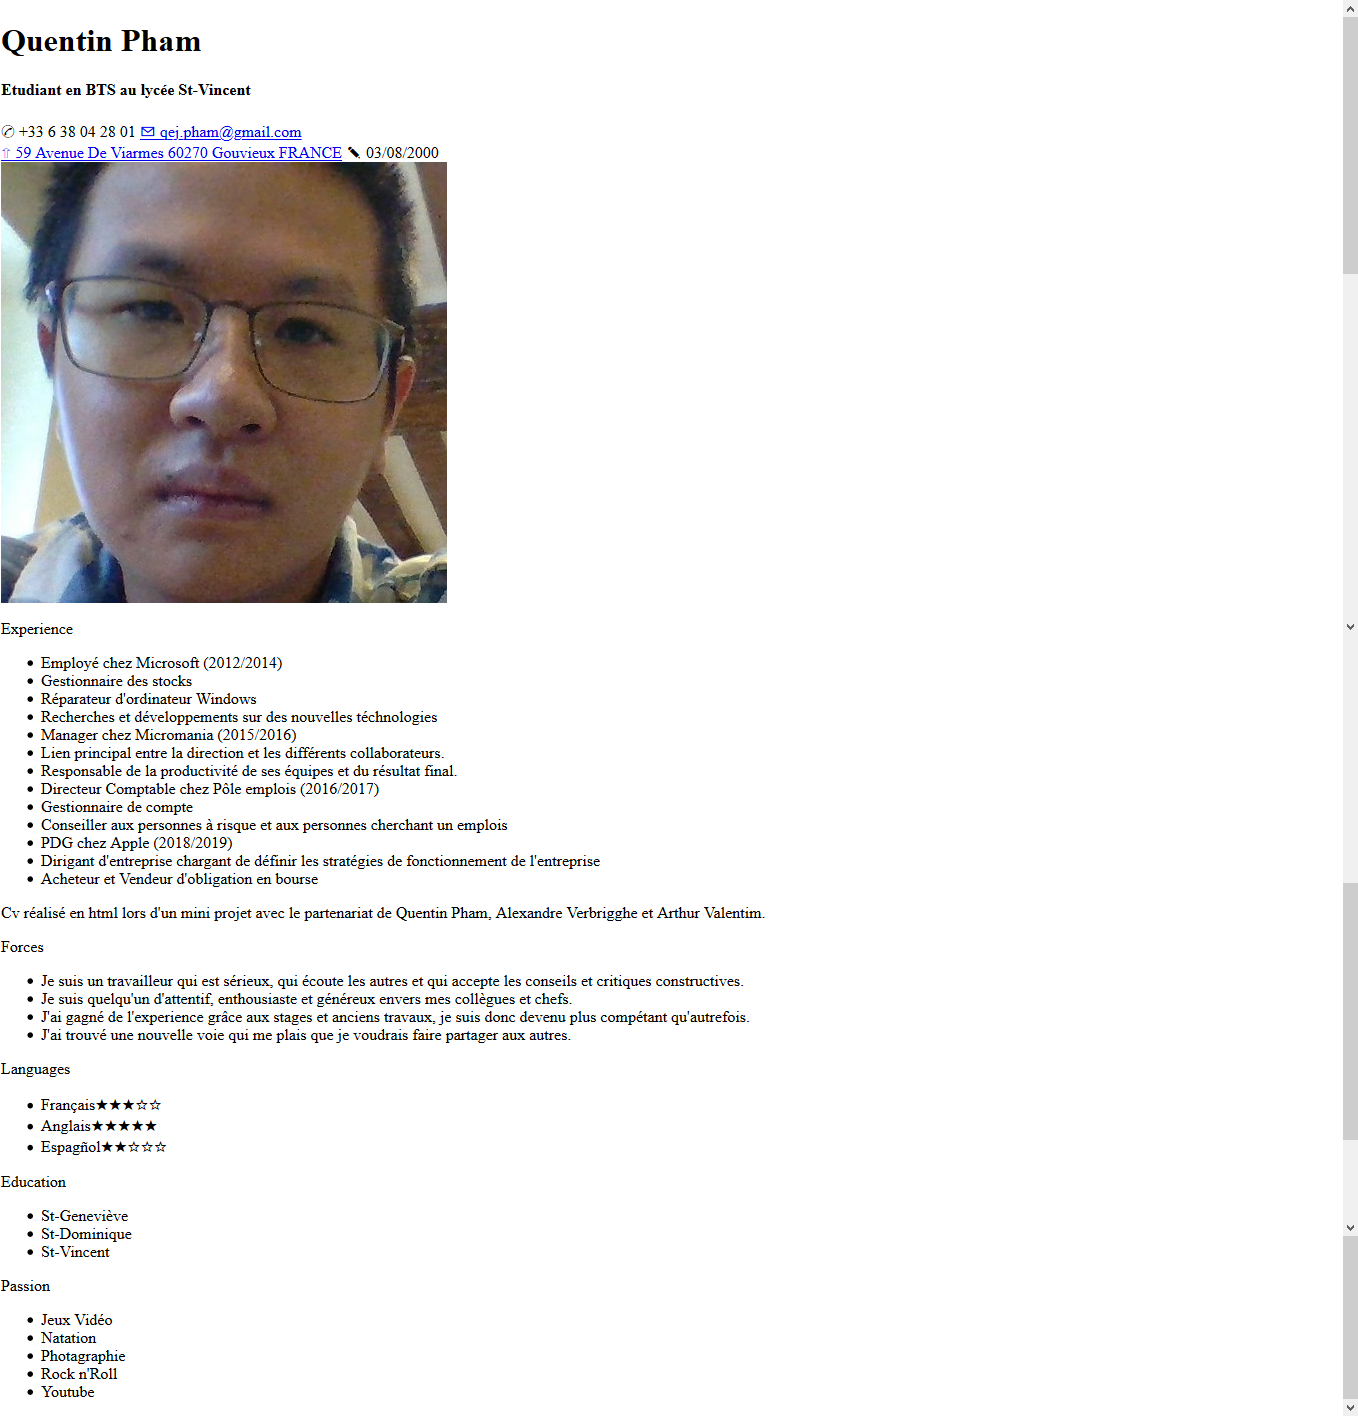 Quentin Pham
Etudiant en BTS au lycée St-Vincent
✆ +33 6 38 04 28 01 🖂 qej.pham@gmail.com
⇧ 59 Avenue De Viarmes 60270 Gouvieux FRANCE ✎ 03/08/2000
Experience
• Employé chez Microsoft (2012/2014)
• Gestionnaire des stocks
• Réparateur d'ordinateur Windows
• Recherches et développements sur des nouvelles téchnologies
• Manager chez Micromania (2015/2016)
• Lien principal entre la direction et les différents collaborateurs.
• Responsable de la productivité de ses équipes et du résultat final.
• Directeur Comptable chez Pôle emplois (2016/2017)
• Gestionnaire de compte
• Conseiller aux personnes à risque et aux personnes cherchant un emplois
• PDG chez Apple (2018/2019)
• Dirigant d'entreprise chargant de définir les stratégies de fonctionnement de l'entreprise
• Acheteur et Vendeur d'obligation en bourse
Cv réalisé en html lors d'un mini projet avec le partenariat de Quentin Pham, Alexandre Verbrigghe et Arthur Valentim.
Forces
• Je suis un travailleur qui est sérieux, qui écoute les autres et qui accepte les conseils et critiques constructives.
• Je suis quelqu'un d'attentif, enthousiaste et généreux envers mes collègues et chefs.
• J'ai gagné de l'experience grâce aux stages et anciens travaux, je suis donc devenu plus compétant qu'autrefois.
• J'ai trouvé une nouvelle voie qui me plais que je voudrais faire partager aux autres.
Languages
• Français★★★☆☆
• Anglais★★★★★
• Espagñol★★☆☆☆
Education
• St-Geneviève
• St-Dominique
• St-Vincent
Passion
• Jeux Vidéo
• Natation
• Photagraphie
• Rock n'Roll
• Youtube